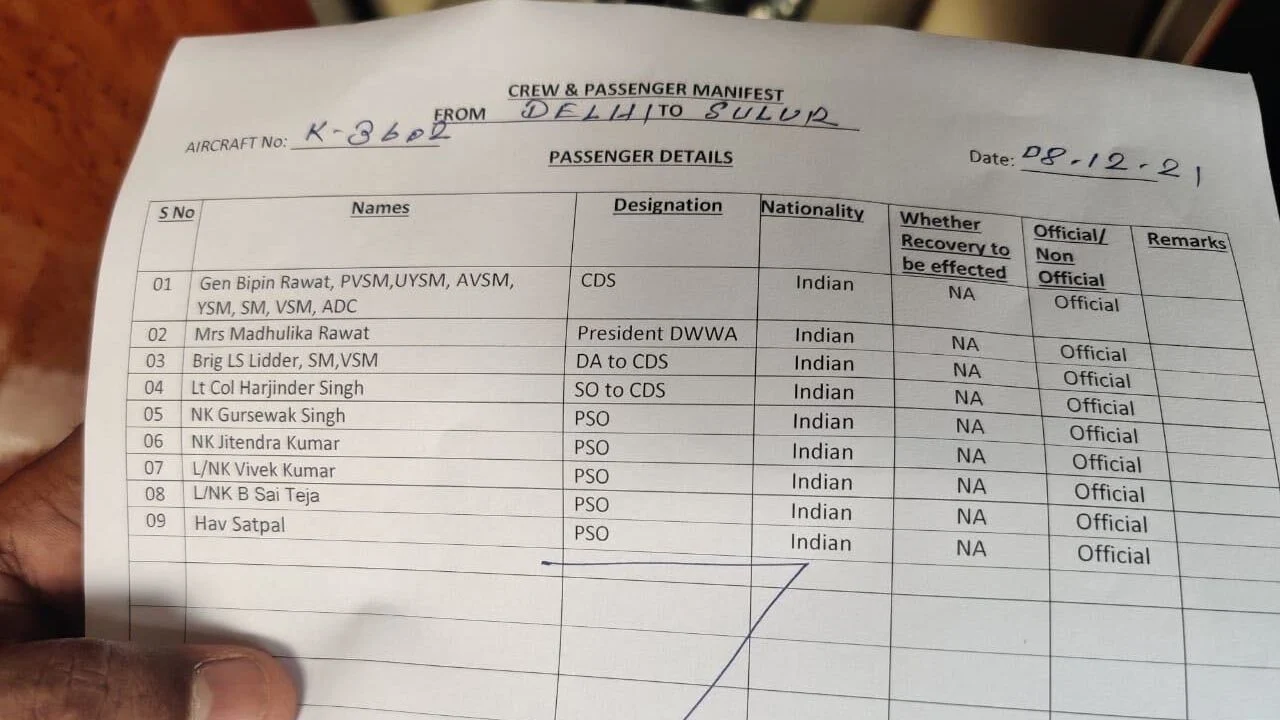 CREW & PASSENGER MANIFEST
FROM DELHI TO SULUR
AIRCRAFT No: K-3602
Date: 08.12.21
PASSENGER DETAILS
S No Names Designation Nationality Whether Recovery to be effected Official/ Non Official Remarks
01 Gen Bipin Rawat, PVSM,UYSM, AVSM, CDS Indian NA Official
YSM, SM, VSM, ADC
02 Mrs Madhulika Rawat President DWWA Indian NA Official
03 Brig LS Lidder, SM,VSM DA to CDS Indian NA Official
04 Lt Col Harjinder Singh SO to CDS Indian NA Official
05 NK Gursewak Singh PSO Indian NA Official
06 NK Jitendra Kumar PSO Indian NA Official
07 L/NK Vivek Kumar PSO Indian NA Official
08 L/NK B Sai Teja PSO Indian NA Official
09 Hav Satpal PSO Indian NA Official